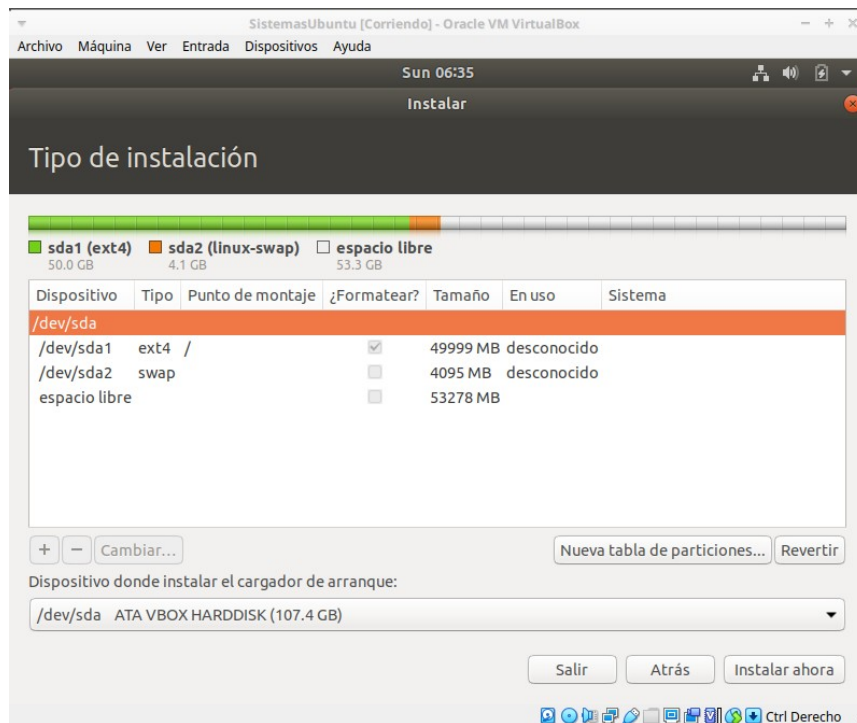 SistemasUbuntu [Corriendo] - Oracle VM VirtualBox
Archivo Máquina Ver Entrada Dispositivos Ayuda
Sun 06:35
Instalar
Tipo de instalación
sda1 (ext4) sda2 (linux-swap) espacio libre
50.0 GB 4.1 GB 53.3 GB
Dispositivo Tipo Punto de montaje ¿Formatear? Tamaño En uso Sistema
/dev/sda
/dev/sda1 ext4 / 49999 MB desconocido
/dev/sda2 swap 4095 MB desconocido
espacio libre 53278 MB
+ − Cambiar... Nueva tabla de particiones... Revertir
Dispositivo donde instalar el cargador de arranque:
/dev/sda ATA VBOX HARDDISK (107.4 GB)
Salir Atrás Instalar ahora
Ctrl Derecho